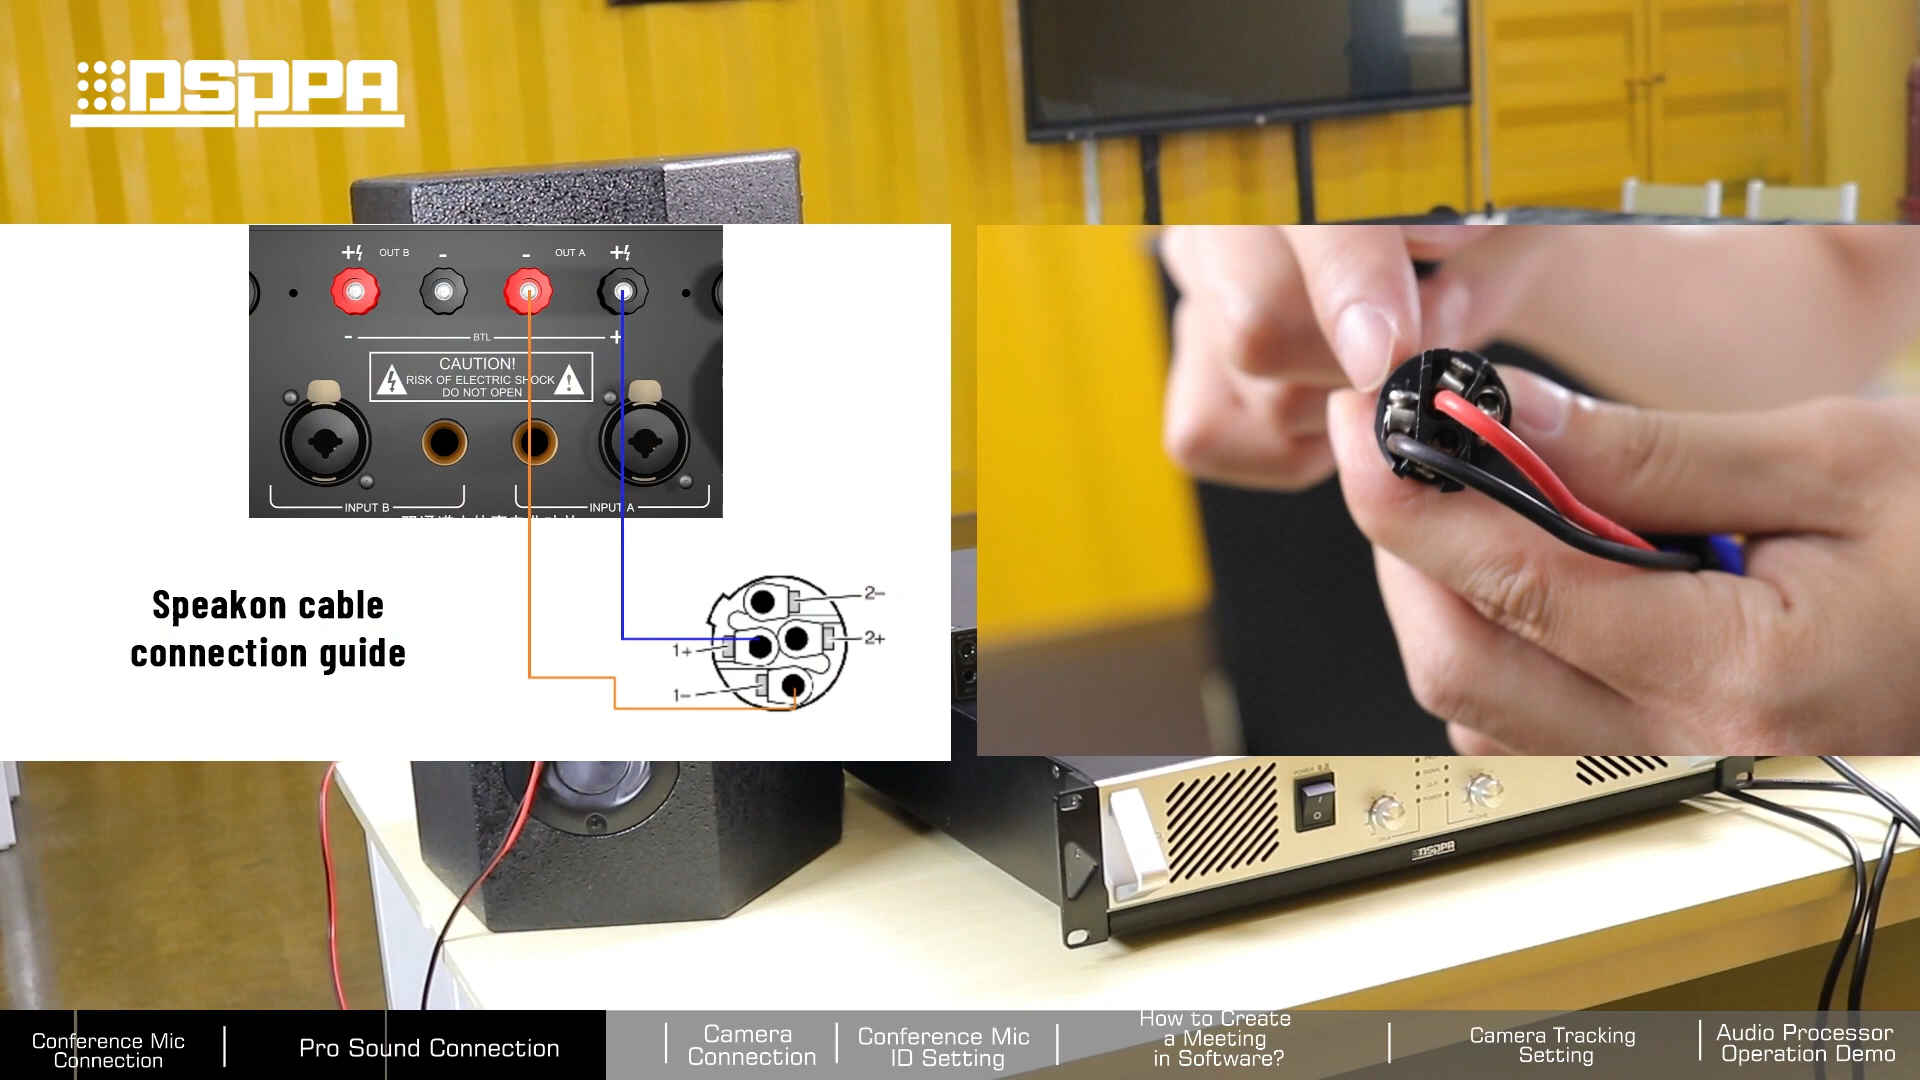 DSPPA
+ OUT B - - OUT A +
- BTL +
CAUTION!
RISK OF ELECTRIC SHOCK
DO NOT OPEN
INPUT B INPUT A
Speakon cable
connection guide
2-
2+
1+
1-
POWER
DSPPA
Conference Mic
Connection
Pro Sound Connection
Camera
Connection
Conference Mic
ID Setting
How to Create
a Meeting
in Software?
Camera Tracking
Setting
Audio Processor
Operation Demo